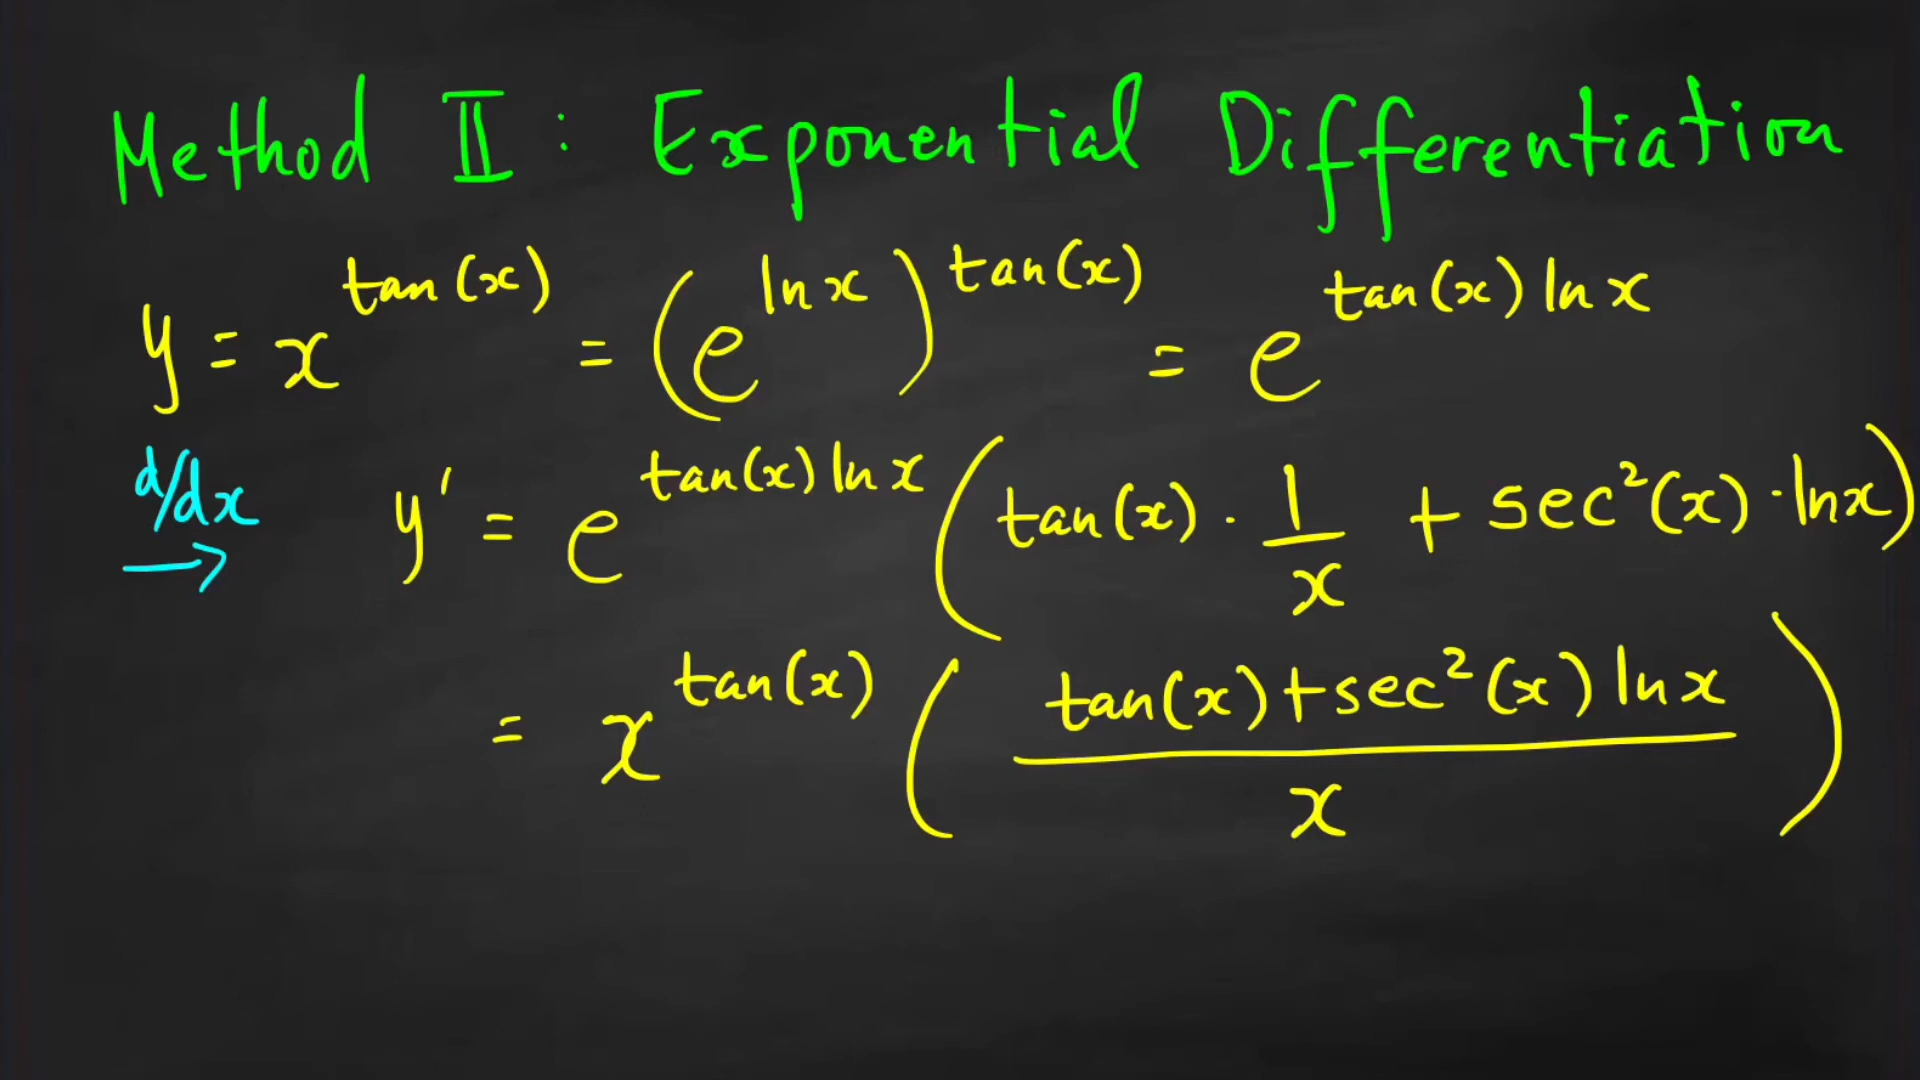 Method II : Exponential Differentiation
y = x^tan(x) = (e^ln x)^tan(x) = e^tan(x) ln x
d/dx → y' = e^tan(x) ln x (tan(x) · 1/x + sec²(x) · ln x)
= x^tan(x) ((tan(x) + sec²(x) ln x)/x)